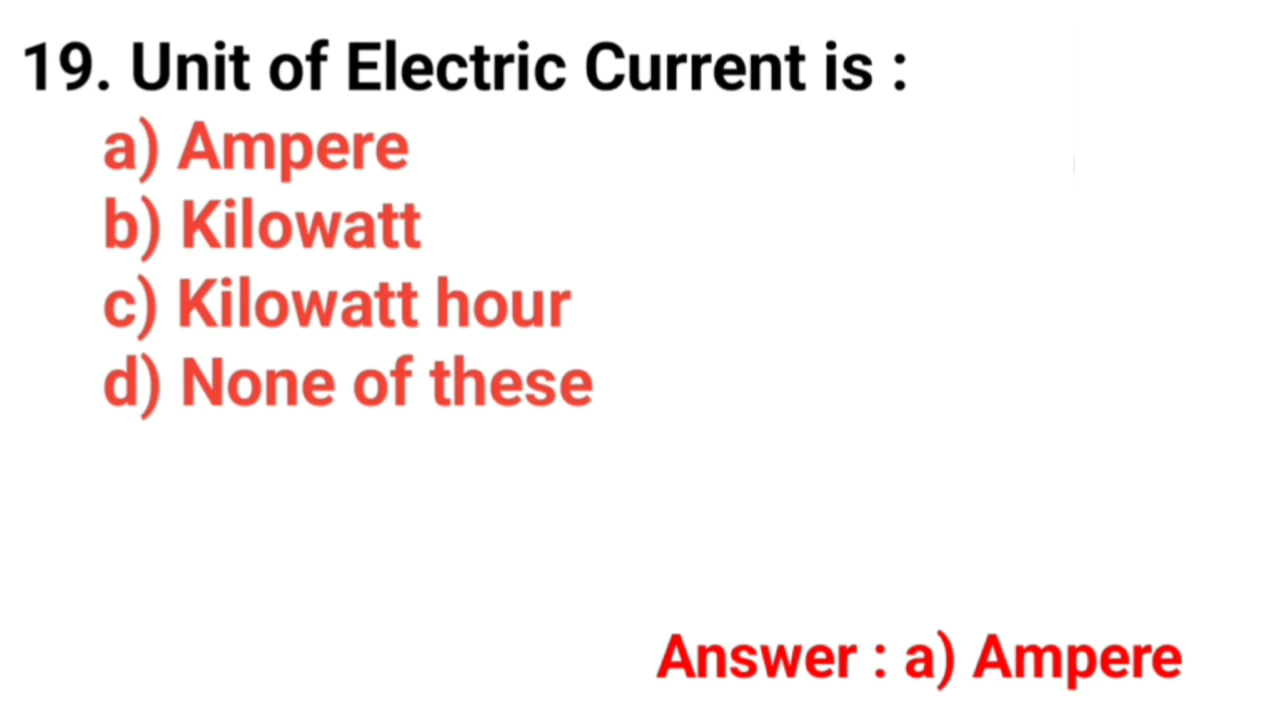 19. Unit of Electric Current is :
a) Ampere
b) Kilowatt
c) Kilowatt hour
d) None of these
Answer : a) Ampere